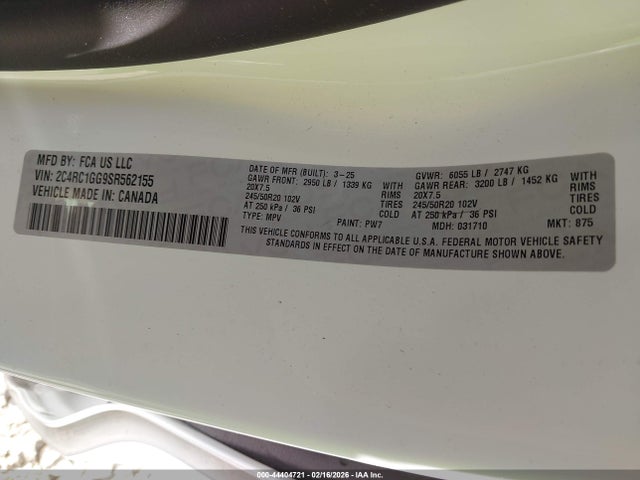 MFD BY: FCA US LLC
VIN: 2C4RC1GG9SR562155
VEHICLE MADE IN: CANADA
DATE OF MFR (BUILT): 3-25 GVWR: 6055 LB / 2747 KG
GAWR FRONT: 2950 LB / 1339 KG WITH GAWR REAR: 3200 LB / 1452 KG WITH
20X7.5 RIMS 20X7.5 RIMS
245/50R20 102V TIRES 245/50R20 102V TIRES
AT 250 kPa / 36 PSI COLD AT 250 kPa / 36 PSI COLD
TYPE: MPV PAINT: PW7 MDH: 031710 MKT: 875
THIS VEHICLE CONFORMS TO ALL APPLICABLE U.S.A. FEDERAL MOTOR VEHICLE SAFETY
STANDARDS IN EFFECT ON THE DATE OF MANUFACTURE SHOWN ABOVE.
000-44404721 - 02/16/2026 - IAA Inc.